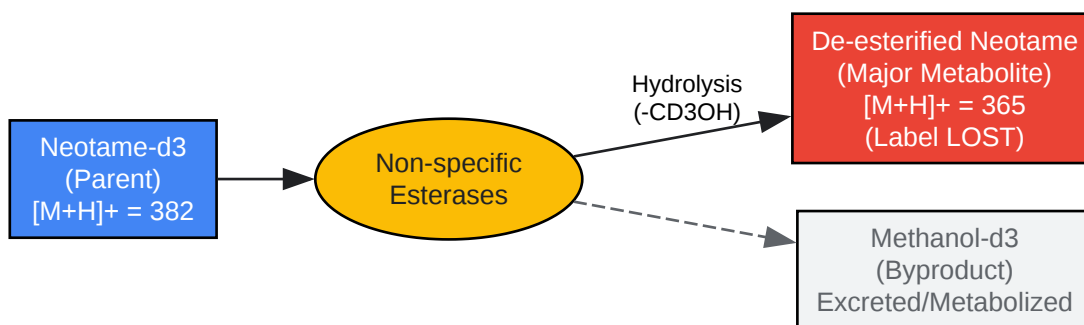 Neotame-d3
(Parent)
[M+H]+ = 382
Non-specific
Esterases
Hydrolysis
(-CD3OH)
De-esterified Neotame
(Major Metabolite)
[M+H]+ = 365
(Label LOST)
Methanol-d3
(Byproduct)
Excreted/Metabolized